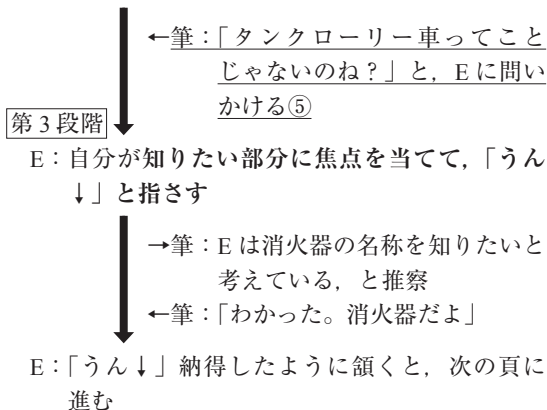 ←筆：「タンクローリー車ってこと
じゃないのね？」と，Eに問い
かける⑤
第3段階
E：自分が知りたい部分に焦点を当てて，「うん
↓」と指さす
→筆：Eは消火器の名称を知りたいと
考えている，と推察
←筆：「わかった。消火器だよ」
E：「うん↓」納得したように頷くと，次の頁に
進む